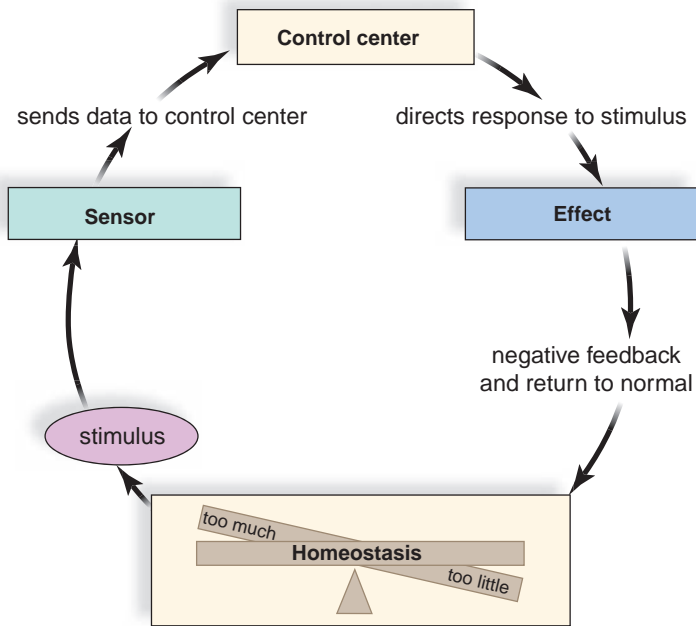 Control center
sends data to control center
directs response to stimulus
Sensor
Effect
negative feedback
and return to normal
stimulus
too much
Homeostasis
too little